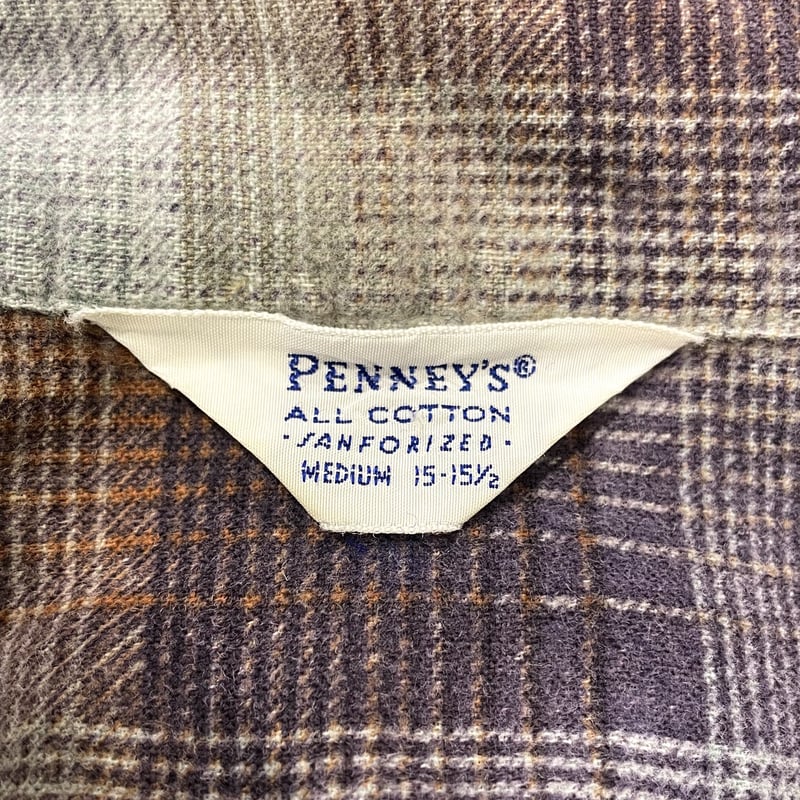 PENNEY'S®
ALL COTTON
·SANFORIZED·
MEDIUM 15-15½